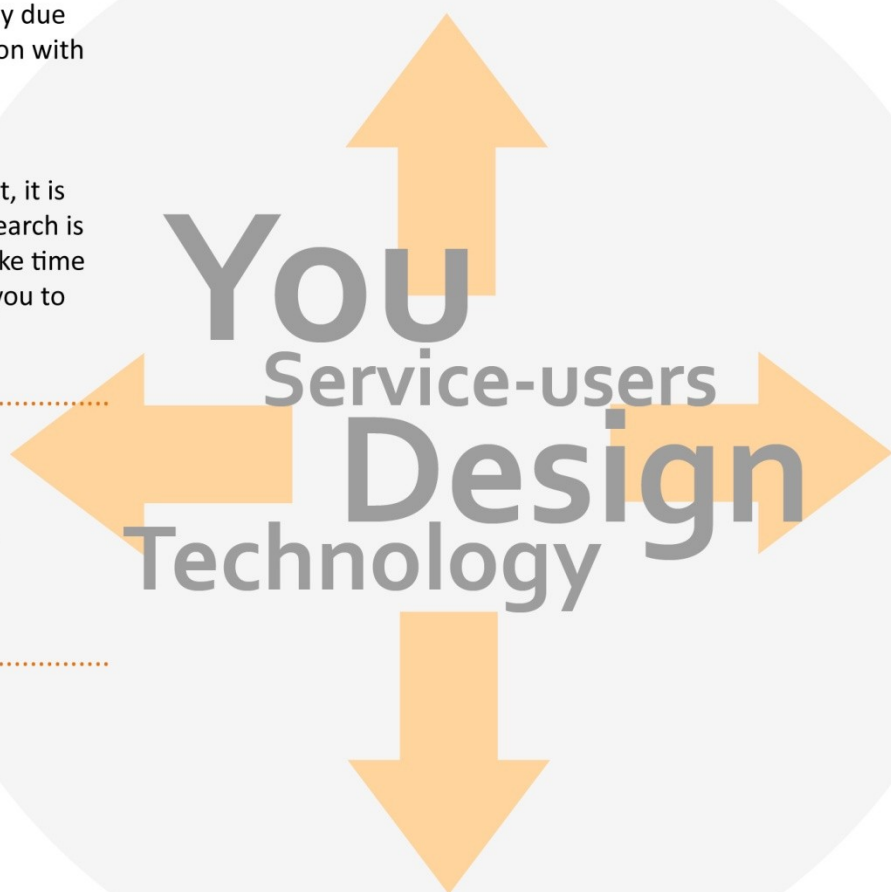 y due
on with
t, it is
earch is
ke time
you to
You
Service-users
Design
Technology